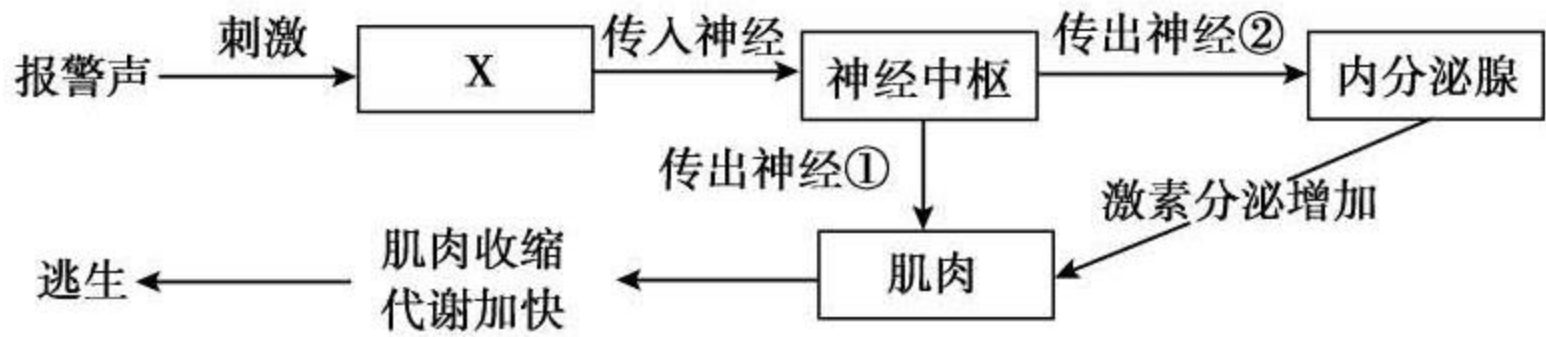 报警声
刺激
X
传入神经
神经中枢
传出神经②
内分泌腺
传出神经①
激素分泌增加
肌肉
肌肉收缩
代谢加快
逃生